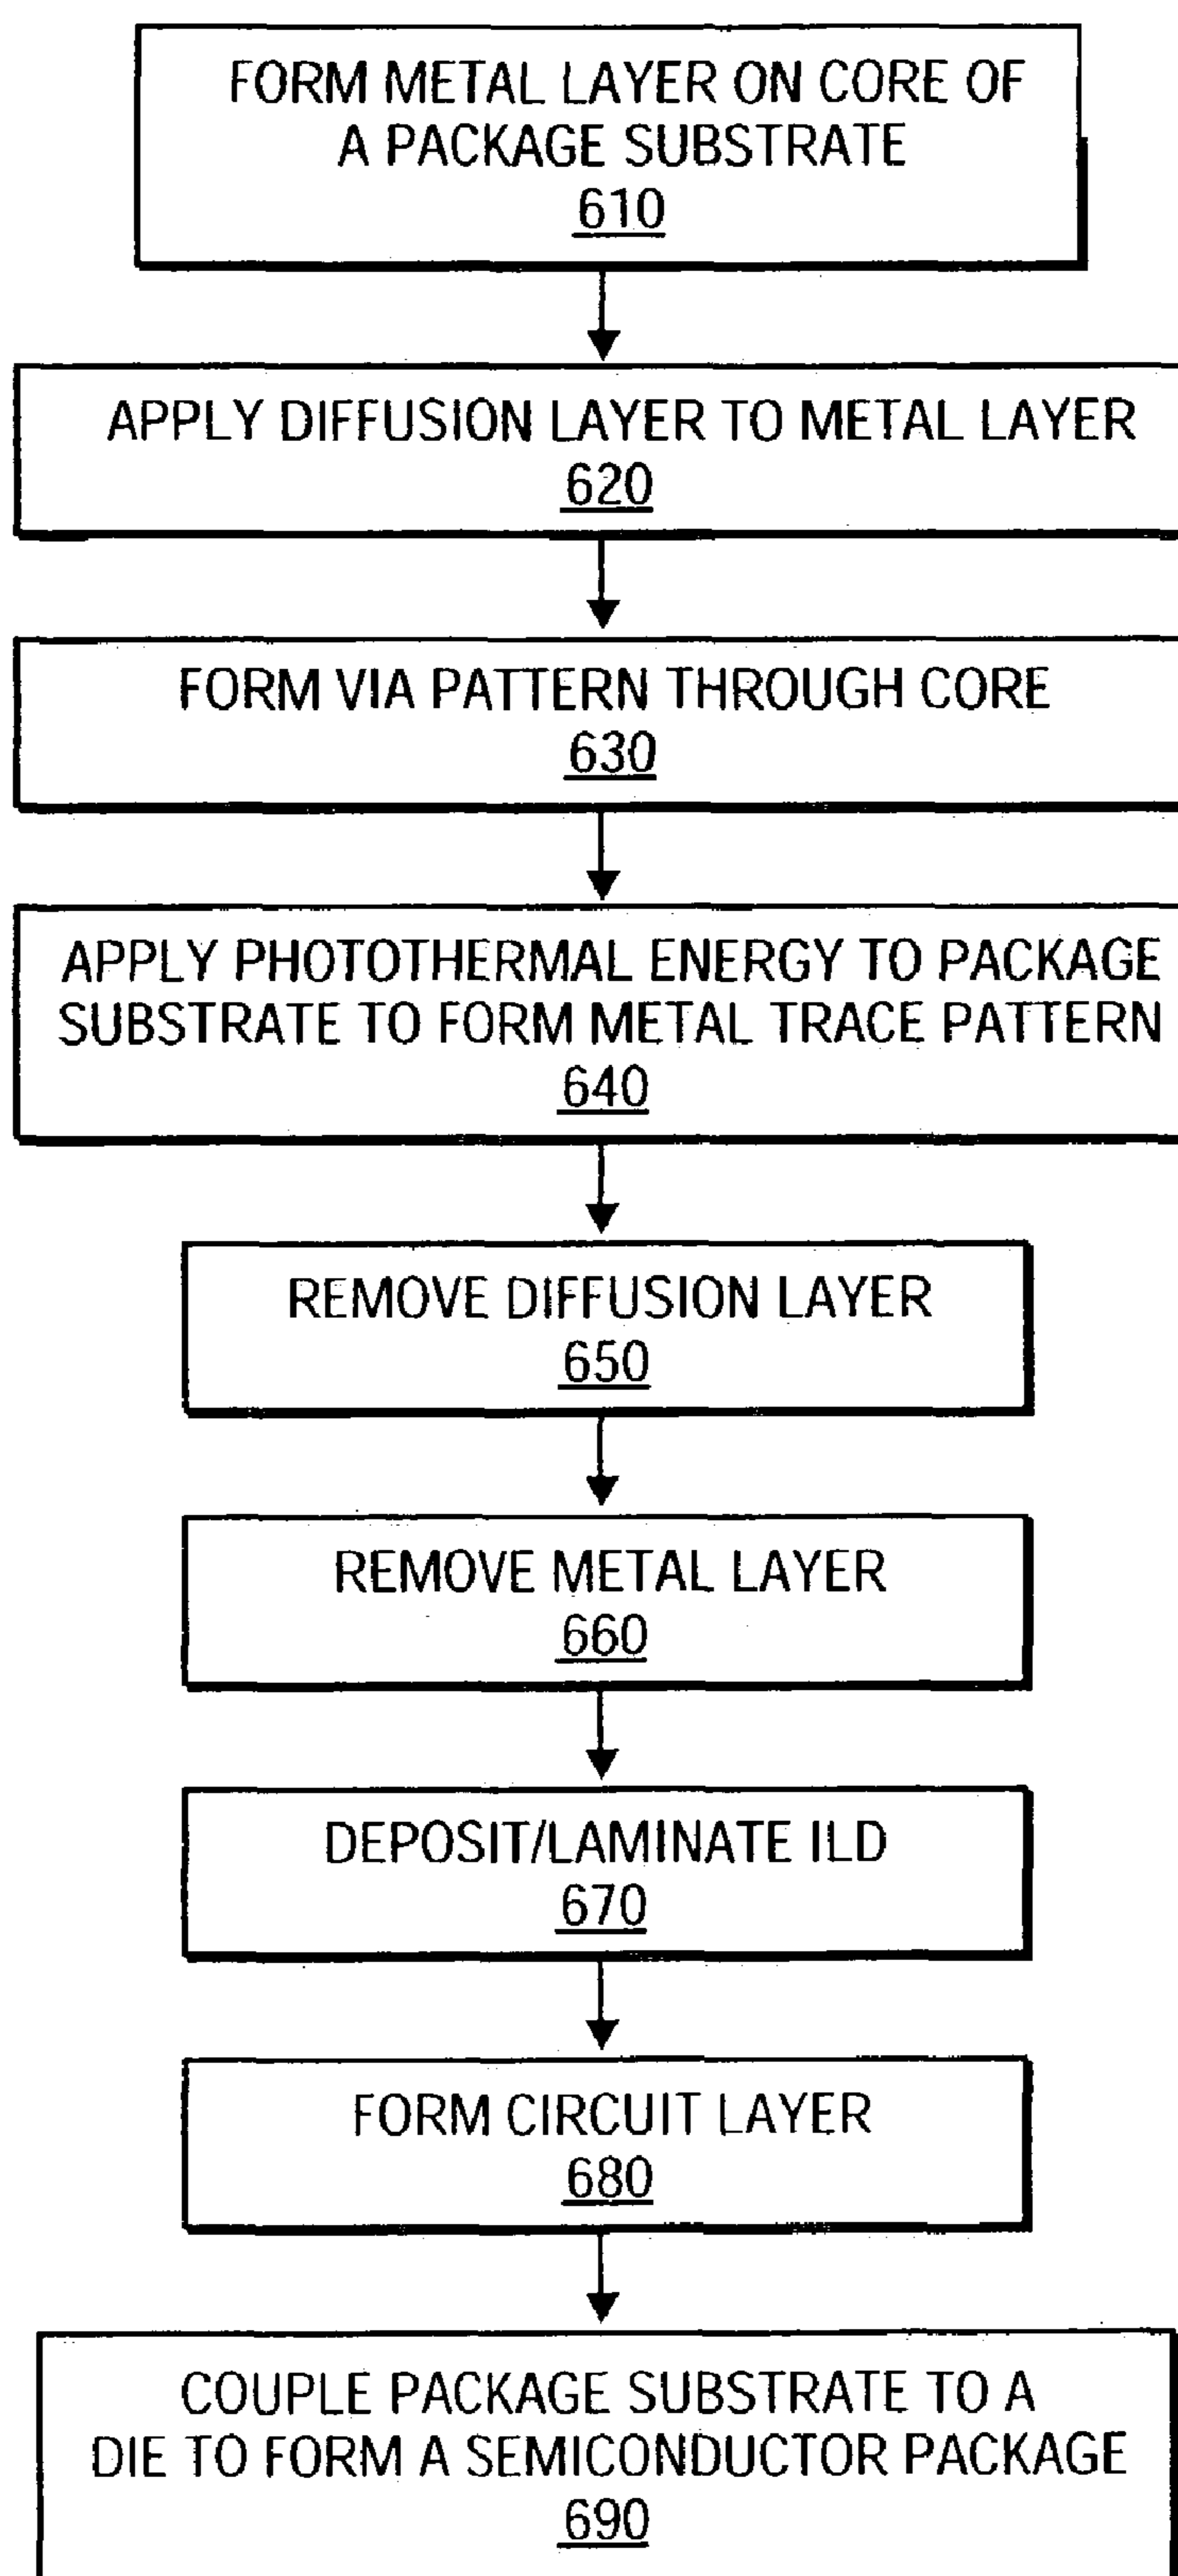 FORM METAL LAYER ON CORE OF
A PACKAGE SUBSTRATE
610
APPLY DIFFUSION LAYER TO METAL LAYER
620
FORM VIA PATTERN THROUGH CORE
630
APPLY PHOTOTHERMAL ENERGY TO PACKAGE
SUBSTRATE TO FORM METAL TRACE PATTERN
640
REMOVE DIFFUSION LAYER
650
REMOVE METAL LAYER
660
DEPOSIT/LAMINATE ILD
670
FORM CIRCUIT LAYER
680
COUPLE PACKAGE SUBSTRATE TO A
DIE TO FORM A SEMICONDUCTOR PACKAGE
690